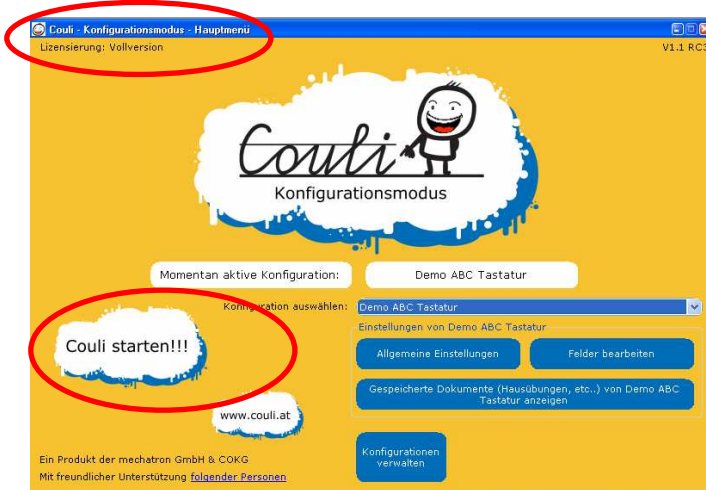 Couli - Konfigurationsmodus - Hauptmenü
Lizensierung: Vollversion
V1.1 RC3
Couli
Konfigurationsmodus
Momentan aktive Konfiguration:
Demo ABC Tastatur
Konfiguration auswählen:
Demo ABC Tastatur
Einstellungen von Demo ABC Tastatur
Couli starten!!!
Allgemeine Einstellungen
Felder bearbeiten
Gespeicherte Dokumente (Hausübungen, etc..) von Demo ABC
Tastatur anzeigen
www.couli.at
Konfigurationen
verwalten
Ein Produkt der mechatron GmbH & COKG
Mit freundlicher Unterstützung folgender Personen